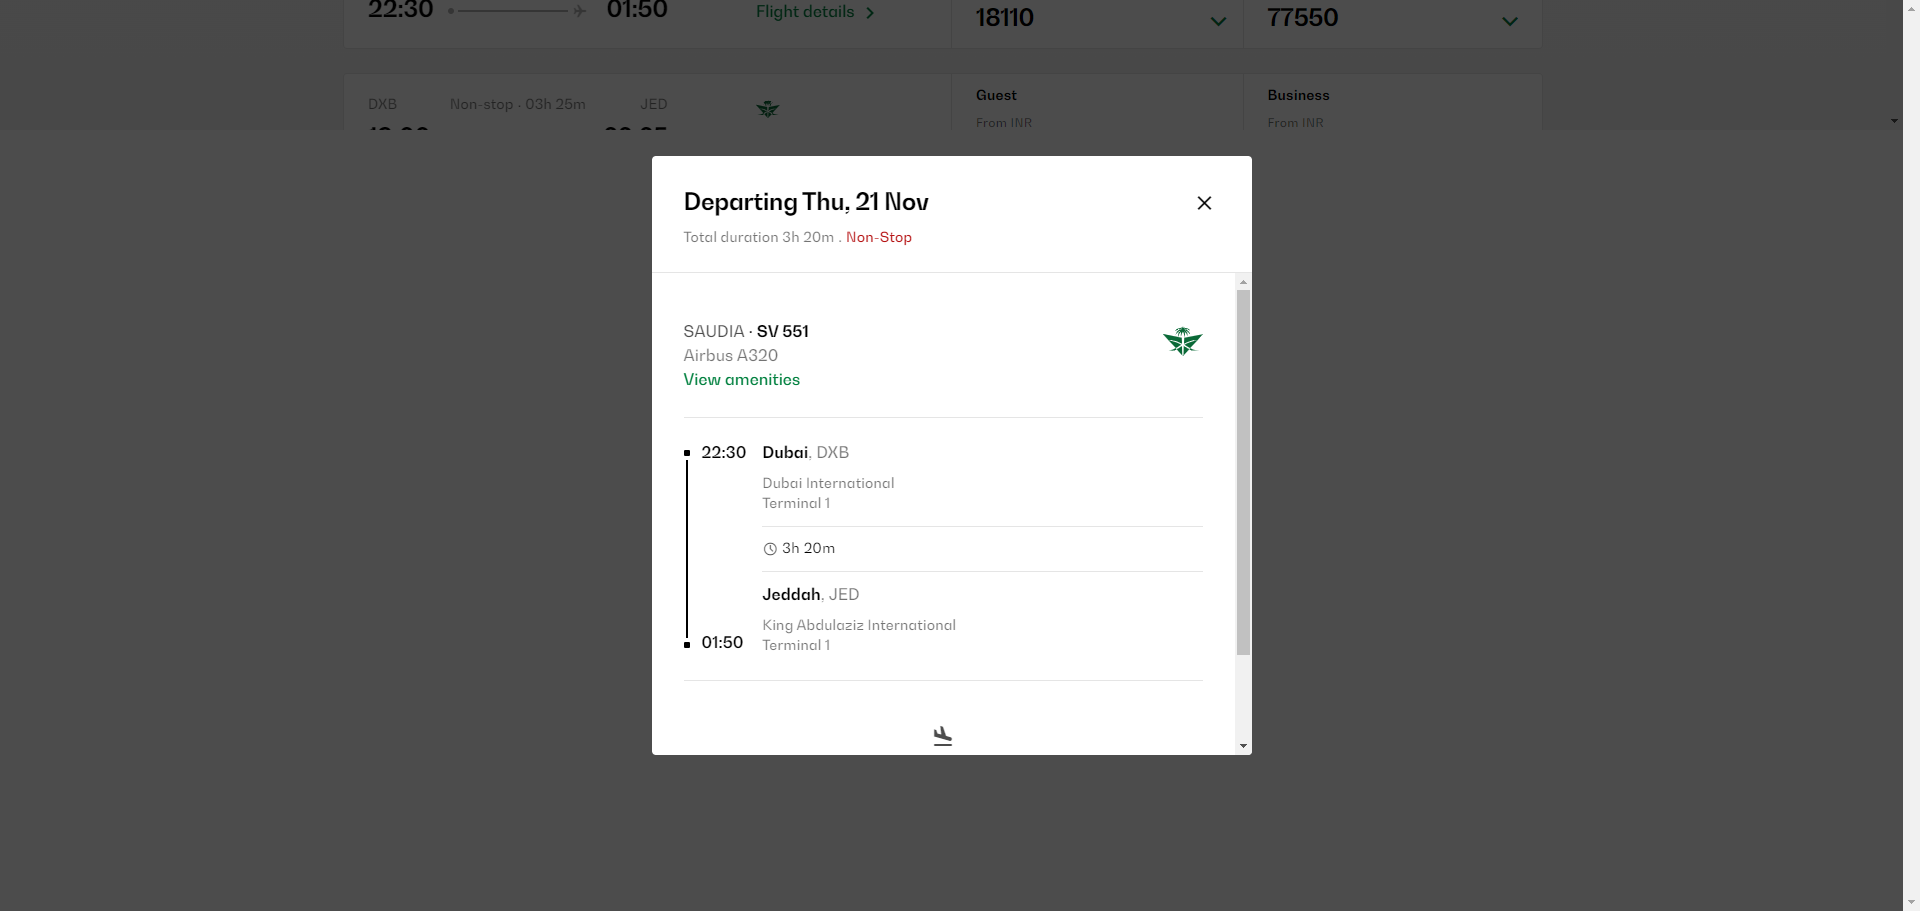 22:30 01:50 Flight details 18110 77550
DXB Non-stop · 03h 25m JED Guest Business
From INR From INR
Departing Thu, 21 Nov
Total duration 3h 20m . Non-Stop
SAUDIA · SV 551
Airbus A320
View amenities
22:30 Dubai, DXB
Dubai International
Terminal 1
3h 20m
Jeddah, JED
King Abdulaziz International
01:50 Terminal 1